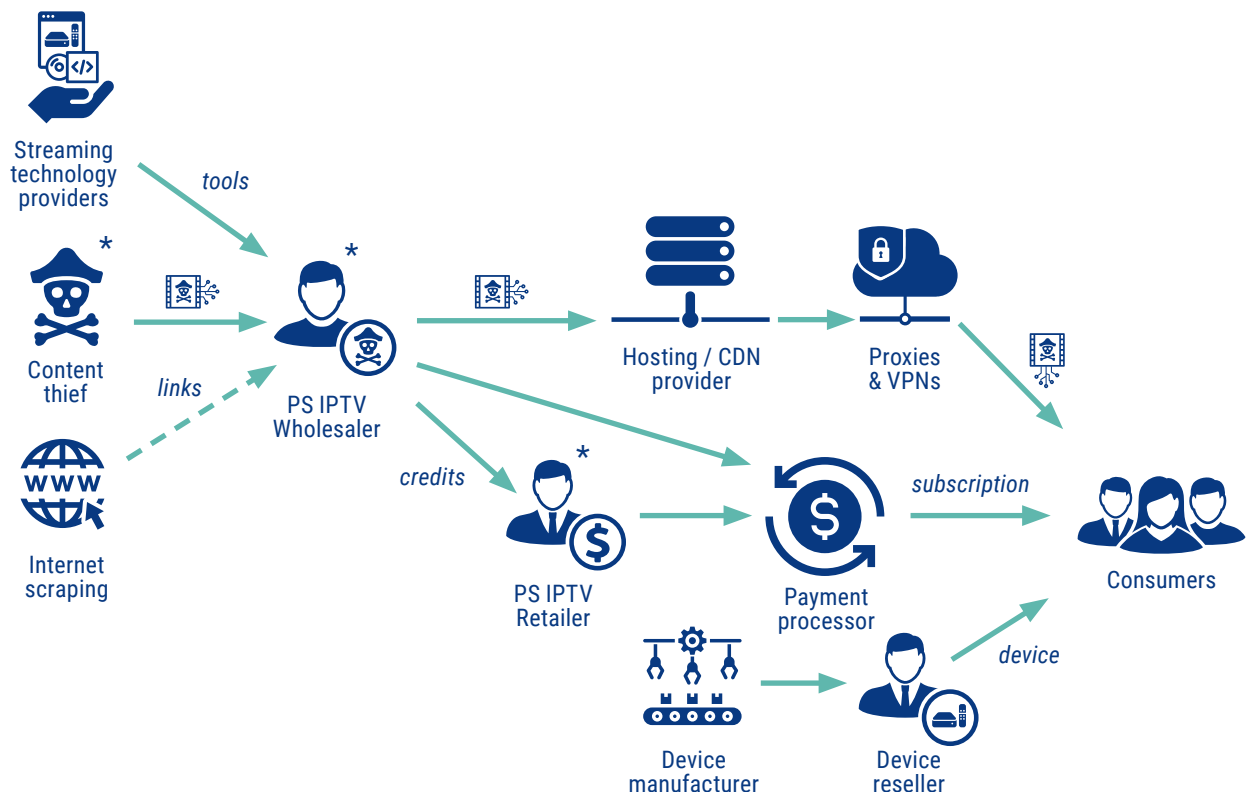 </>
Streaming
technology
providers
tools
*
Content
thief
links
WWW
Internet
scraping
*
PS IPTV
Wholesaler
credits
Hosting / CDN
provider
Proxies
& VPNs
*
$
PS IPTV
Retailer
$
Payment
processor
subscription
Consumers
device
Device
manufacturer
Device
reseller